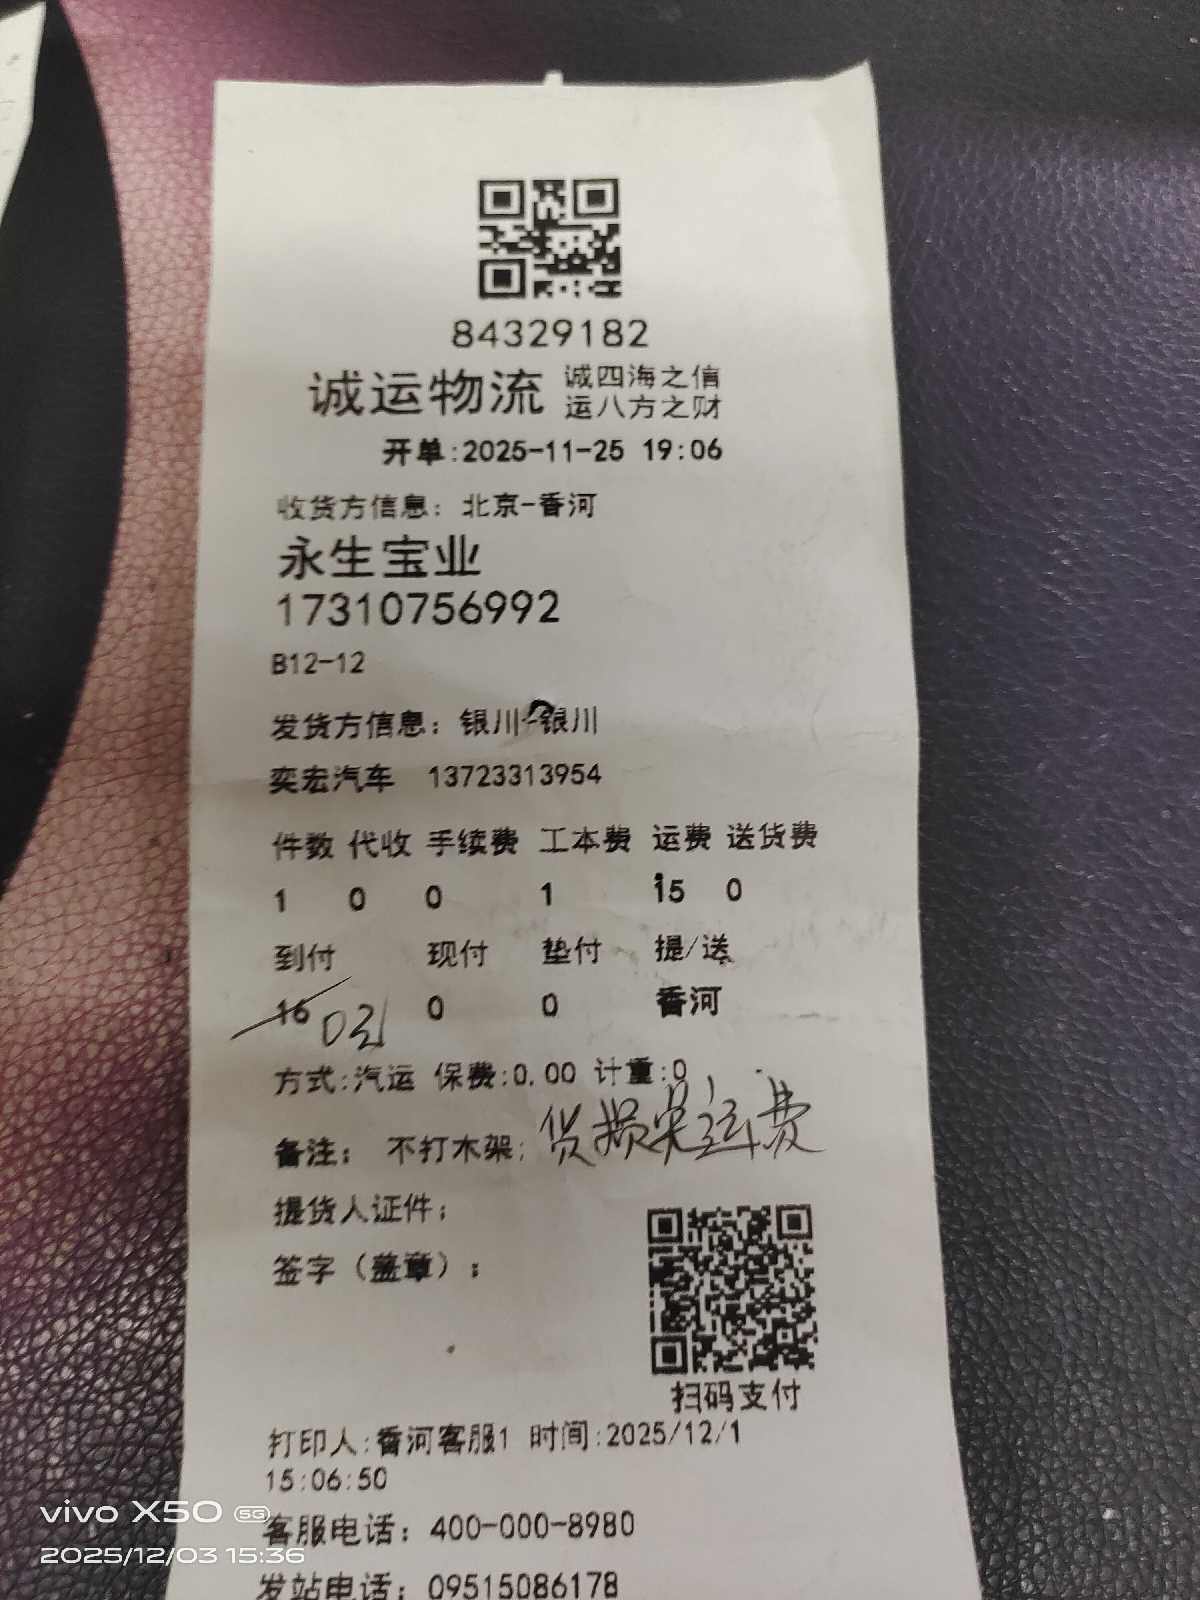 84329182
诚运物流 诚四海之信
运八方之财
开单:2025-11-25 19:06
收货方信息: 北京-香河
永生宝业
17310756992
B12-12
发货方信息: 银川-银川
奕宏汽车 13723313954
件数 代收 手续费 工本费 运费 送货费
1 0 0 1 15 0
到付 现付 垫付 提/送
16 0元 0 0 香河
方式:汽运 保费:0.00 计重:0
备注: 不打木架; 货损免运费
提货人证件:
签字（盖章）:
扫码支付
打印人:香河客服1 时间:2025/12/1
15:06:50
客服电话: 400-000-8980
发站电话: 09515086178
vivo X50 5G
2025/12/03 15:36